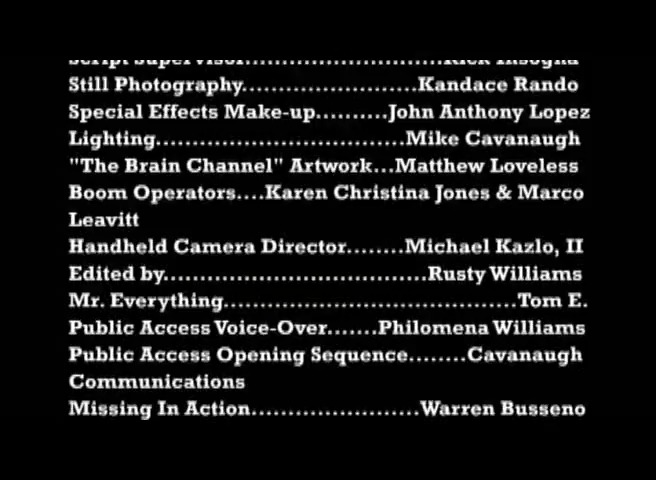 Script Supervisor.......................Rick Insogna
Still Photography.......................Kandace Rando
Special Effects Make-up..........John Anthony Lopez
Lighting................................Mike Cavanaugh
"The Brain Channel" Artwork...Matthew Loveless
Boom Operators....Karen Christina Jones & Marco
Leavitt
Handheld Camera Director........Michael Kazlo, II
Edited by..................................Rusty Williams
Mr. Everything......................................Tom E.
Public Access Voice-Over.......Philomena Williams
Public Access Opening Sequence........Cavanaugh
Communications
Missing In Action......................Warren Busseno